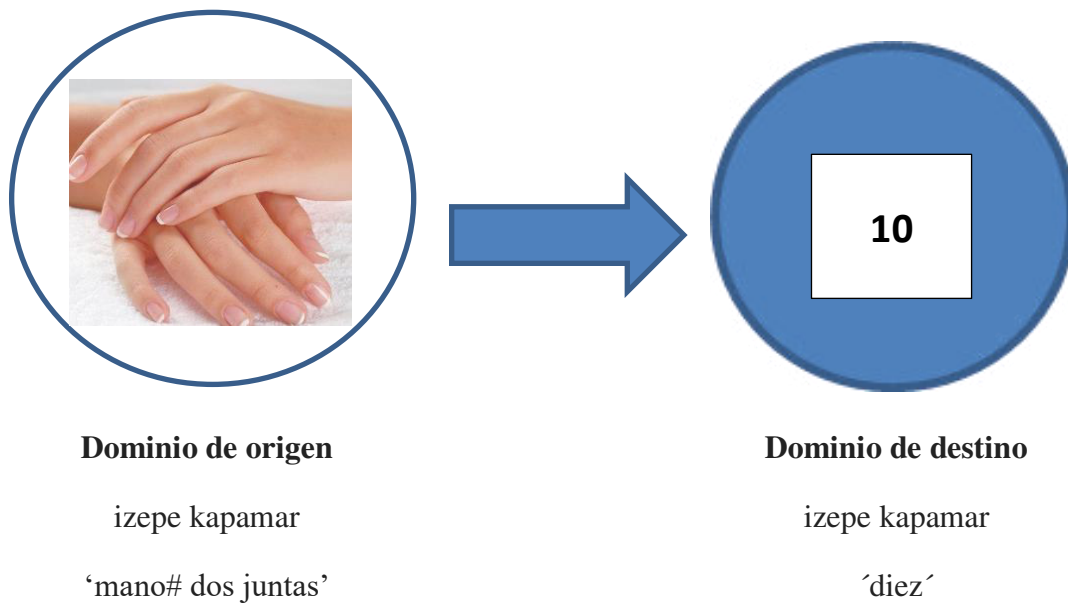 10
Dominio de origen
Dominio de destino
izepe kapamar
izepe kapamar
‘mano# dos juntas’
´diez´